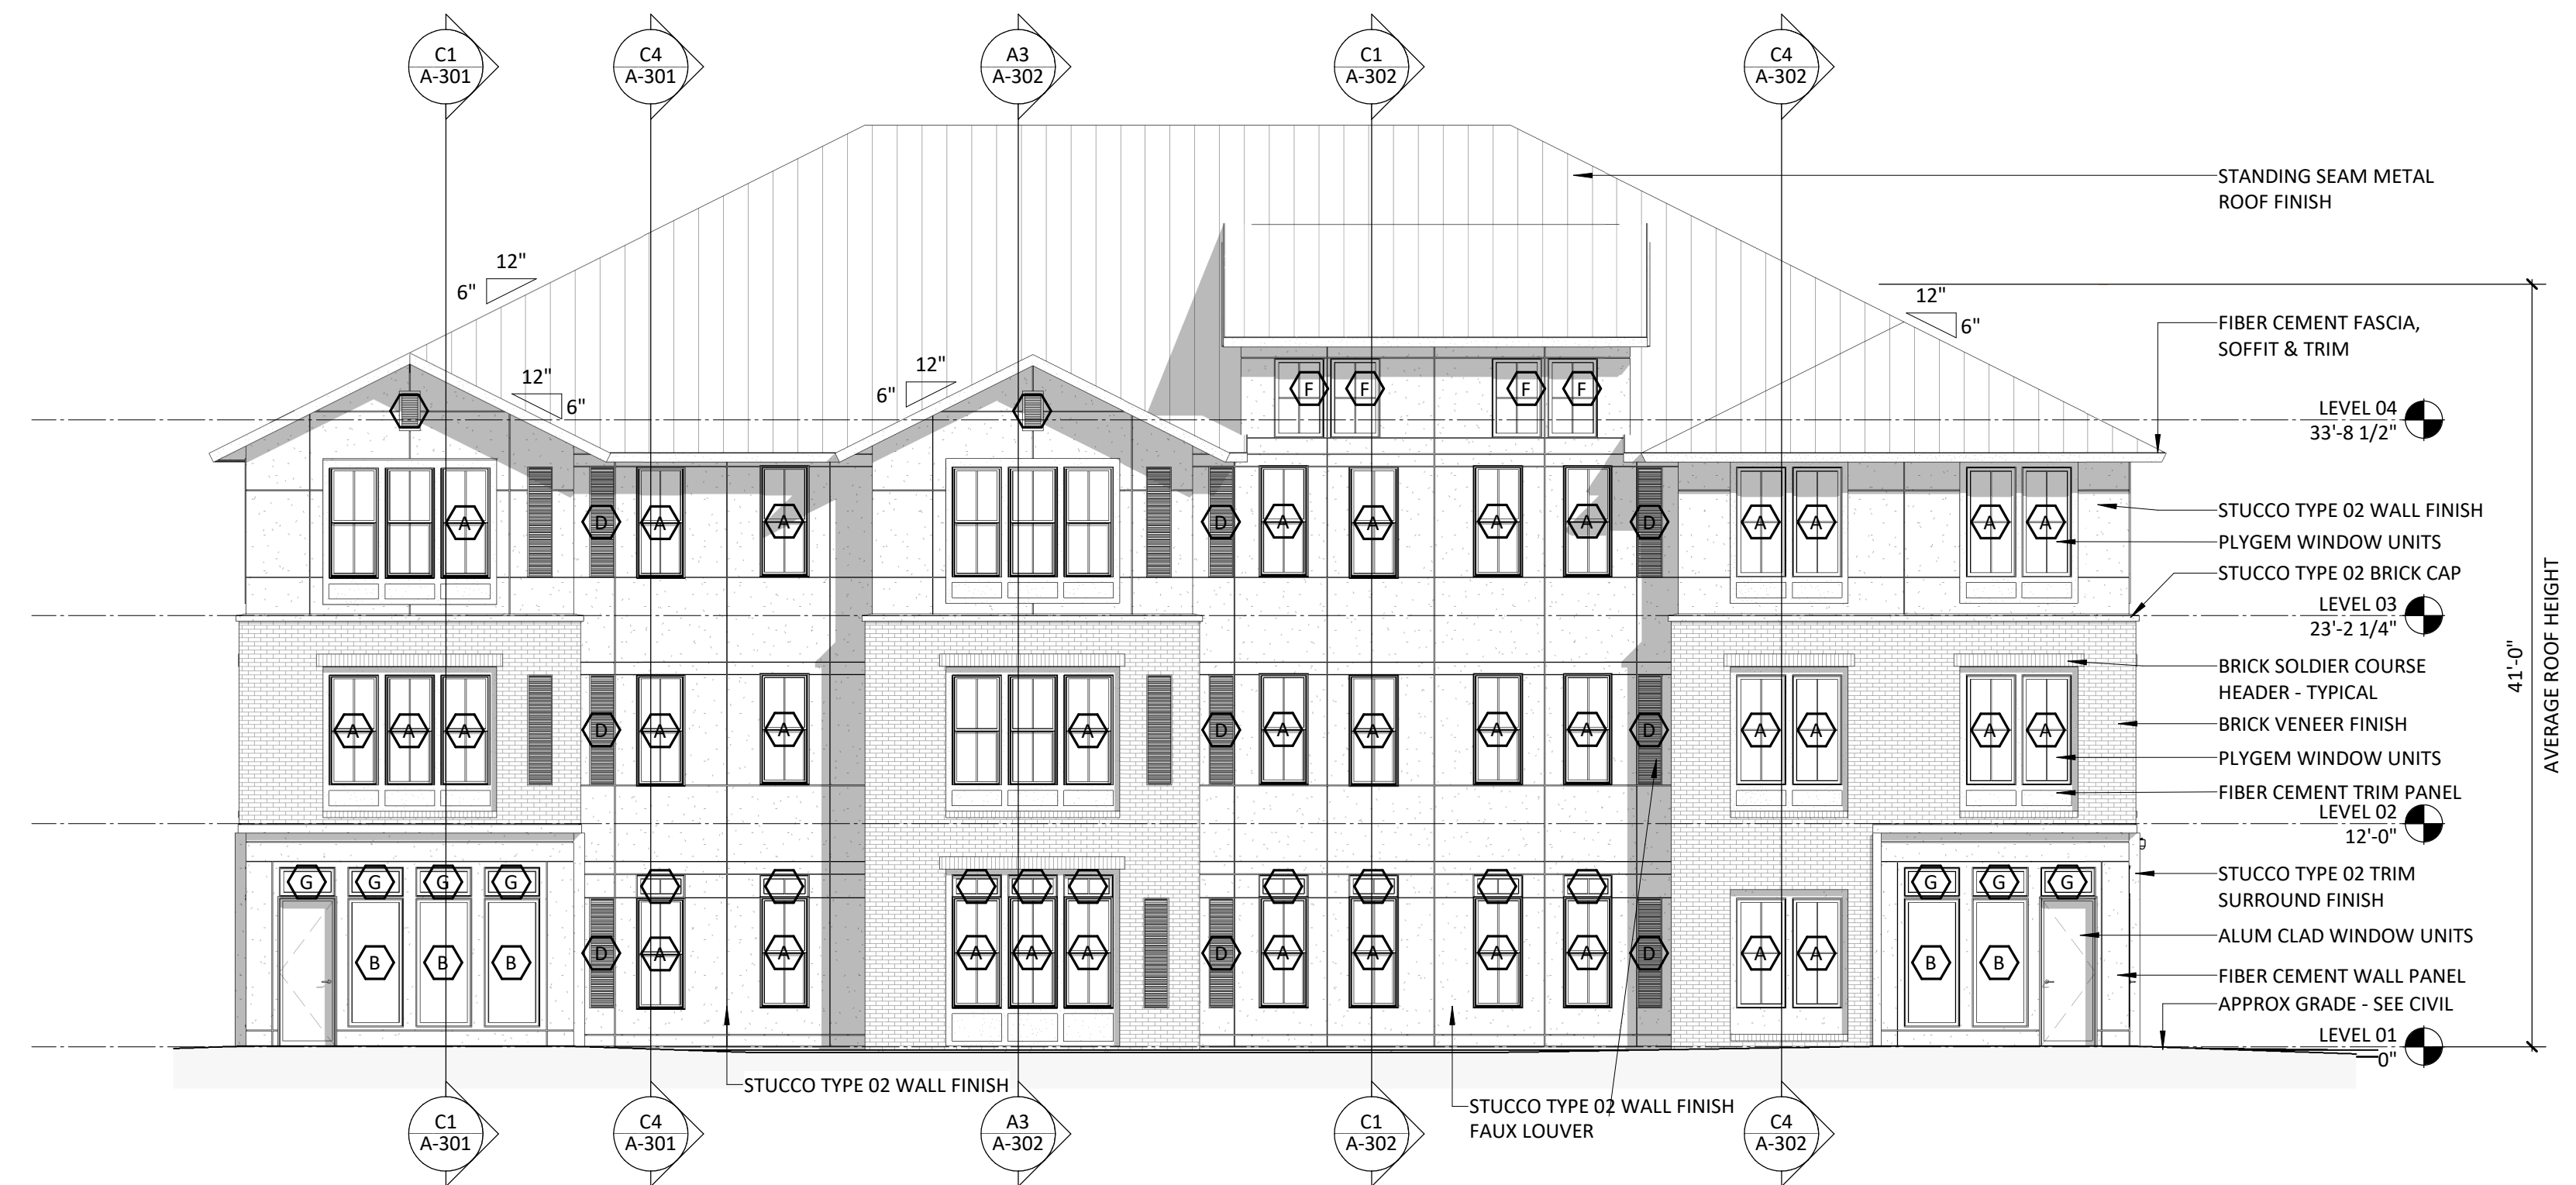 C1
A-301
C4
A-301
A3
A-302
C1
A-302
C4
A-302
STANDING SEAM METAL
ROOF FINISH
12"
6"
12"
6"
12"
6"
12"
6"
FIBER CEMENT FASCIA,
SOFFIT & TRIM
F F F F
LEVEL 04
33'-8 1/2"
STUCCO TYPE 02 WALL FINISH
A D A A D A A A A D A A A A
PLYGEM WINDOW UNITS
STUCCO TYPE 02 BRICK CAP
LEVEL 03
23'-2 1/4"
BRICK SOLDIER COURSE
HEADER - TYPICAL
BRICK VENEER FINISH
A A A D A A A D A A A A D A A A A
PLYGEM WINDOW UNITS
FIBER CEMENT TRIM PANEL
LEVEL 02
12'-0"
41'-0"
AVERAGE ROOF HEIGHT
STUCCO TYPE 02 TRIM
SURROUND FINISH
G G G G G G G
ALUM CLAD WINDOW UNITS
B B B D A A A A A D A A A A D A A B B
FIBER CEMENT WALL PANEL
APPROX GRADE - SEE CIVIL
LEVEL 01
0"
STUCCO TYPE 02 WALL FINISH
STUCCO TYPE 02 WALL FINISH
FAUX LOUVER
C1
A-301
C4
A-301
A3
A-302
C1
A-302
C4
A-302